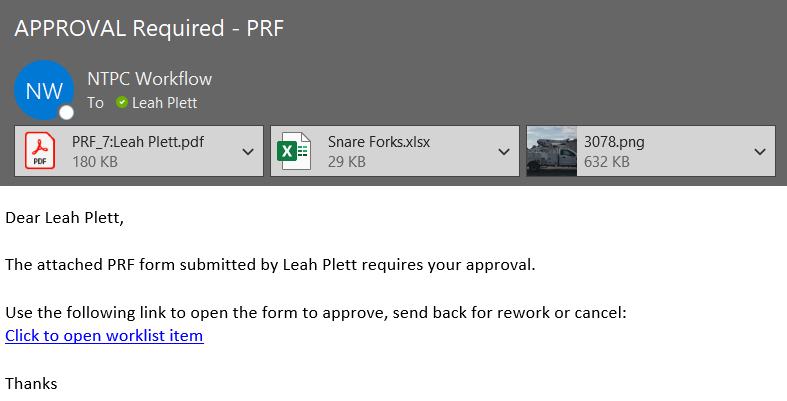 APPROVAL Required - PRF
NW
NTPC Workflow
To Leah Plett
PDF
PRF_7:Leah Plett.pdf
180 KB
X
Snare Forks.xlsx
29 KB
3078.png
632 KB
Dear Leah Plett,
The attached PRF form submitted by Leah Plett requires your approval.
Use the following link to open the form to approve, send back for rework or cancel:
Click to open worklist item
Thanks